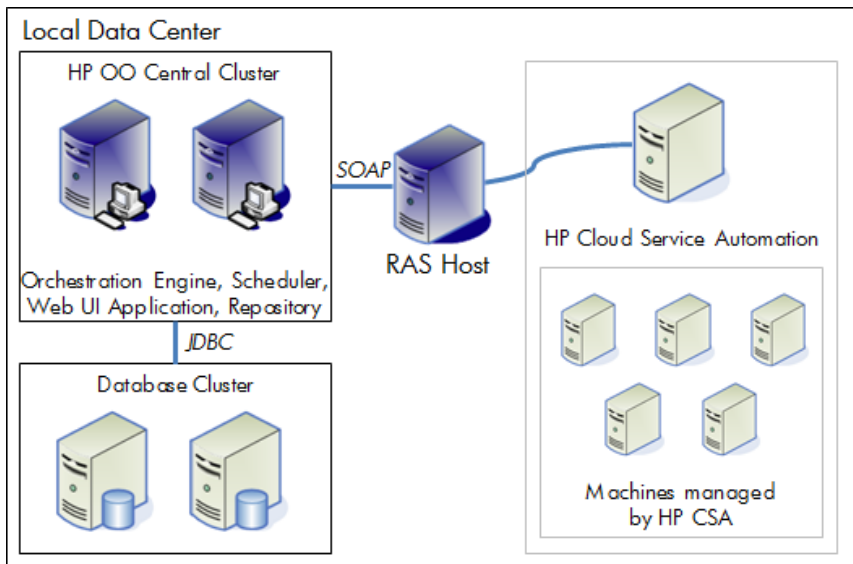 Local Data Center
HP OO Central Cluster
Orchestration Engine, Scheduler,
Web UI Application, Repository
SOAP
RAS Host
HP Cloud Service Automation
Machines managed
by HP CSA
JDBC
Database Cluster